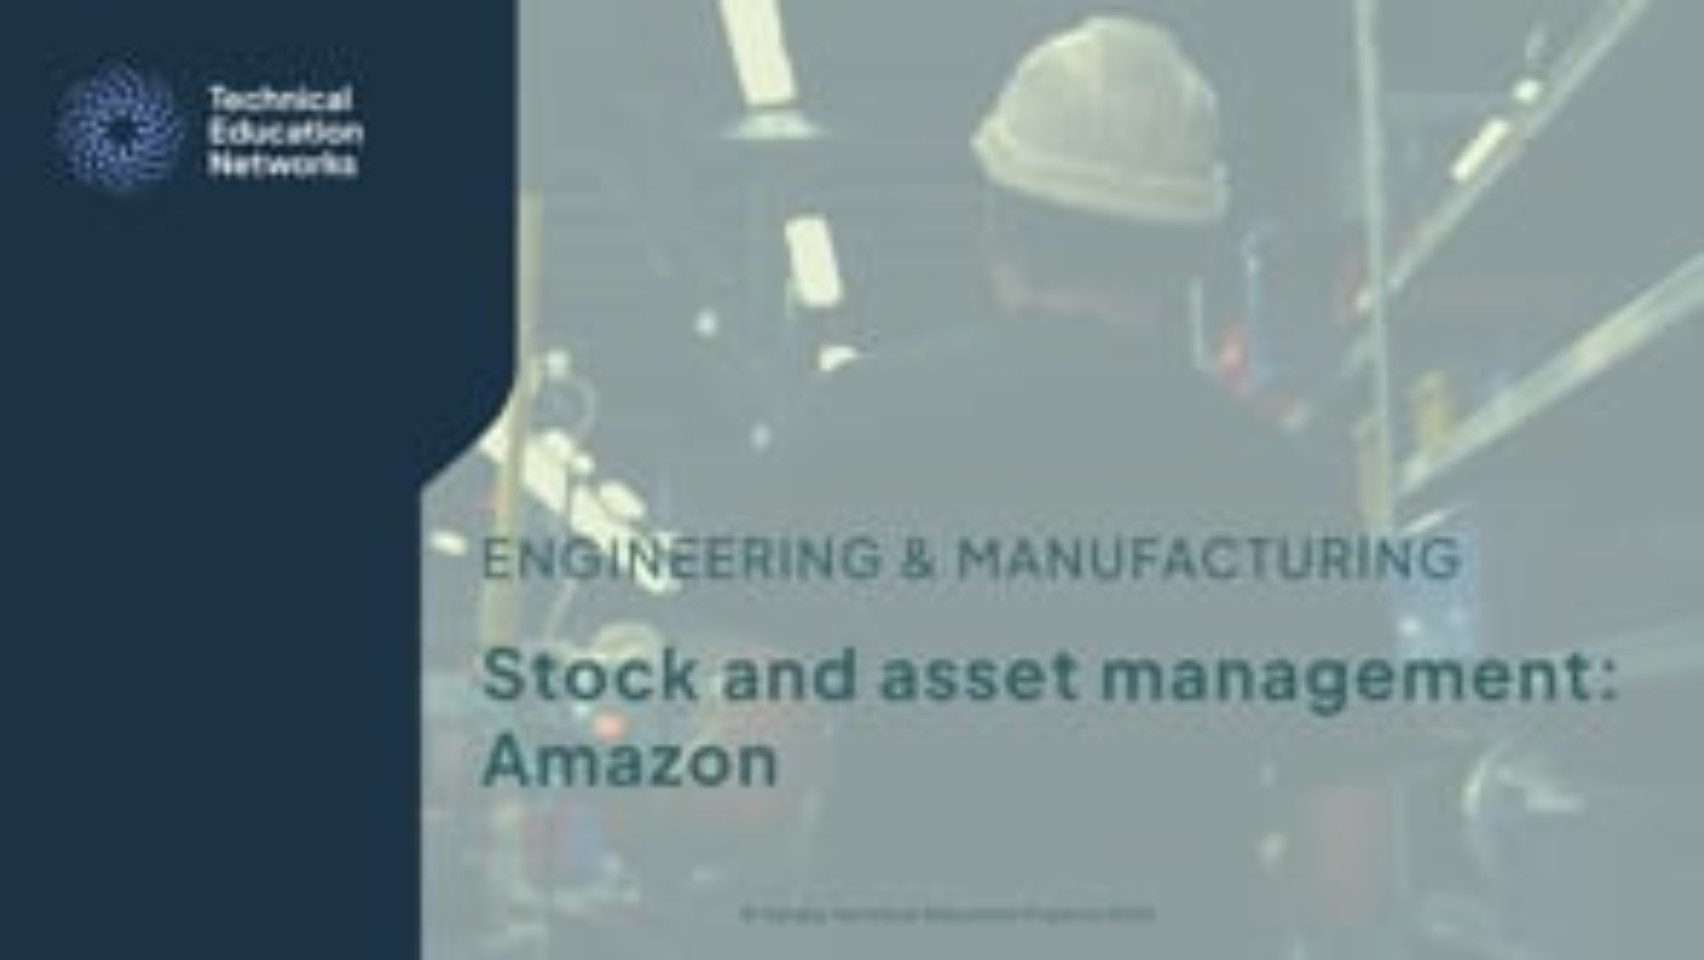 Technical
Education
Networks
ENGINEERING & MANUFACTURING
Stock and asset management:
Amazon